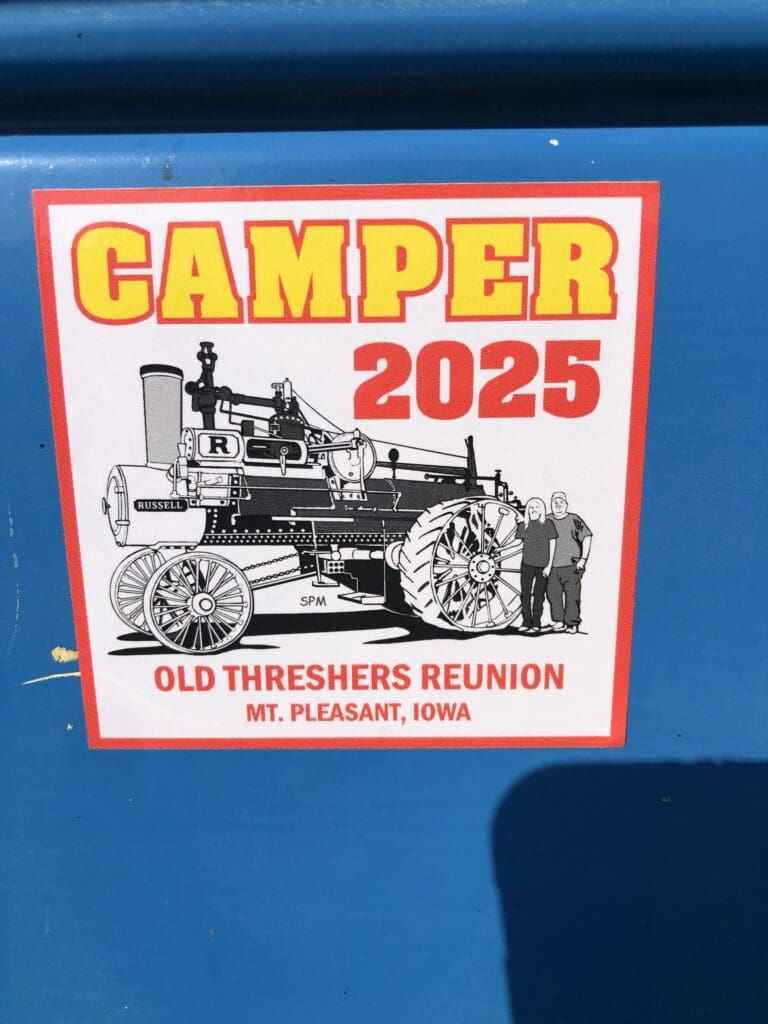 CAMPER
2025
R
RUSSELL
SPM
OLD THRESHERS REUNION
MT. PLEASANT, IOWA